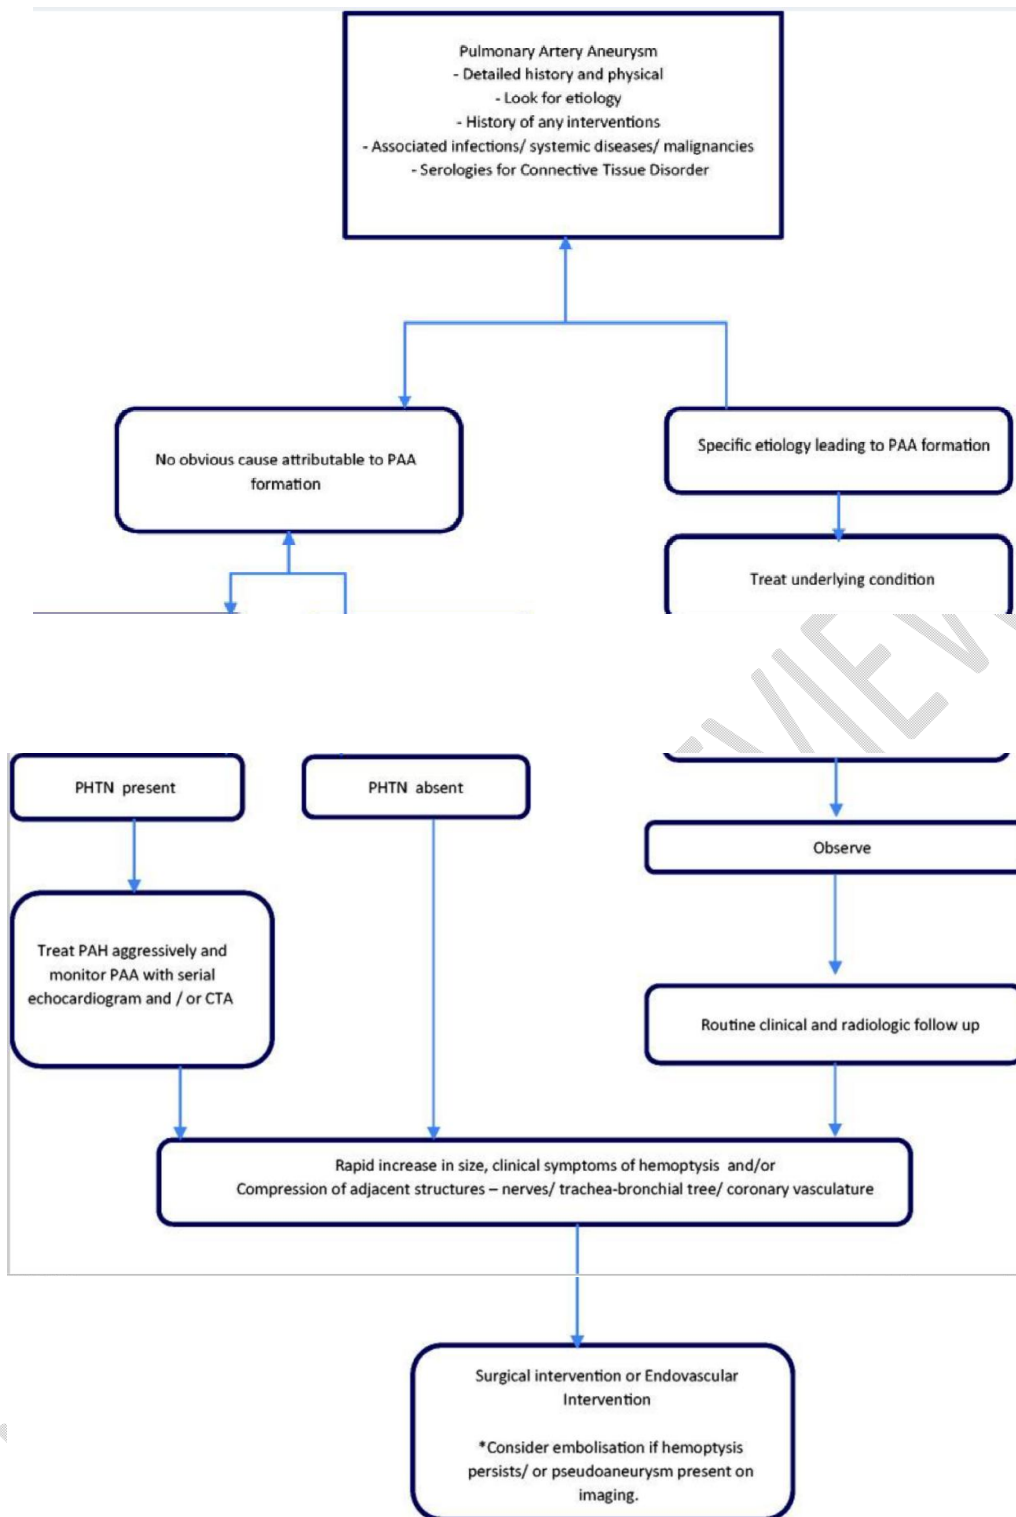 Pulmonary Artery Aneurysm
- Detailed history and physical
- Look for etiology
- History of any interventions
- Associated infections/ systemic diseases/ malignancies
- Serologies for Connective Tissue Disorder
No obvious cause attributable to PAA
formation
Specific etiology leading to PAA formation
Treat underlying condition
PHTN present
PHTN absent
Observe
Treat PAH aggressively and
monitor PAA with serial
echocardiogram and / or CTA
Routine clinical and radiologic follow up
Rapid increase in size, clinical symptoms of hemoptysis and/or
Compression of adjacent structures – nerves/ trachea-bronchial tree/ coronary vasculature
Surgical intervention or Endovascular
Intervention
*Consider embolisation if hemoptysis
persists/ or pseudoaneurysm present on
imaging.